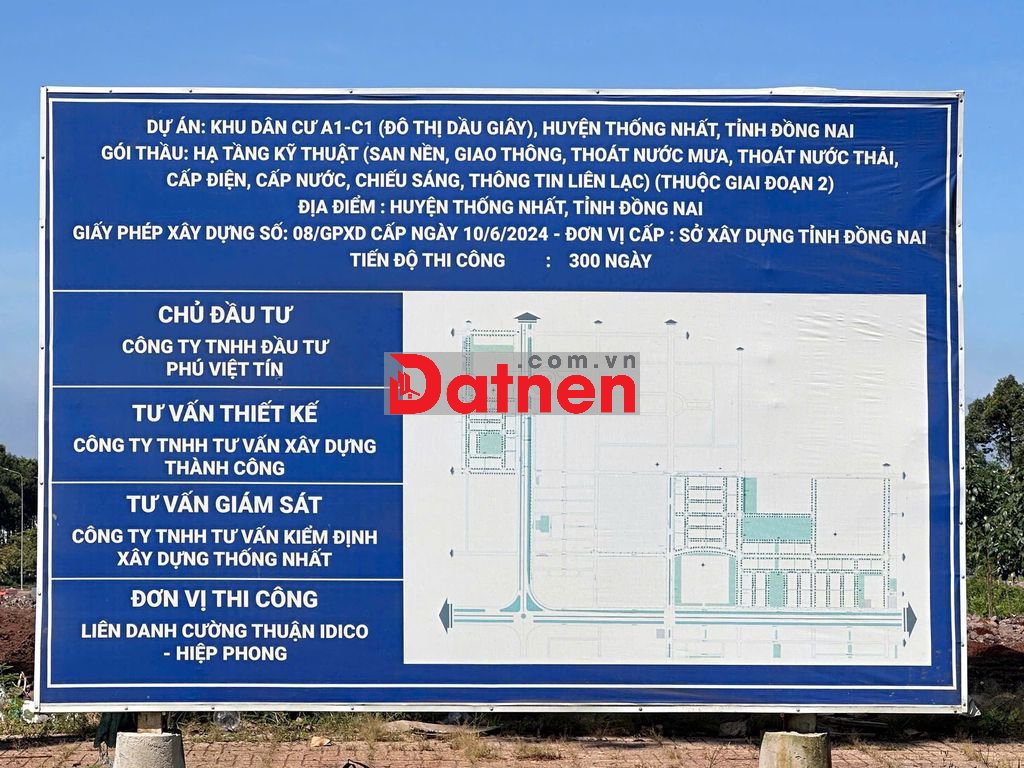 DỰ ÁN: KHU DÂN CƯ A1-C1 (ĐÔ THỊ DẦU GIÂY), HUYỆN THỐNG NHẤT, TỈNH ĐỒNG NAI
GÓI THẦU: HẠ TẦNG KỸ THUẬT (SAN NỀN, GIAO THÔNG, THOÁT NƯỚC MƯA, THOÁT NƯỚC THẢI,
CẤP ĐIỆN, CẤP NƯỚC, CHIẾU SÁNG, THÔNG TIN LIÊN LẠC) (THUỘC GIAI ĐOẠN 2)
ĐỊA ĐIỂM : HUYỆN THỐNG NHẤT, TỈNH ĐỒNG NAI
GIẤY PHÉP XÂY DỰNG SỐ: 08/GPXD CẤP NGÀY 10/6/2024 - ĐƠN VỊ CẤP : SỞ XÂY DỰNG TỈNH ĐỒNG NAI
TIẾN ĐỘ THI CÔNG : 300 NGÀY
CHỦ ĐẦU TƯ
CÔNG TY TNHH ĐẦU TƯ
PHÚ VIỆT TÍN
TƯ VẤN THIẾT KẾ
CÔNG TY TNHH TƯ VẤN XÂY DỰNG
THÀNH CÔNG
TƯ VẤN GIÁM SÁT
CÔNG TY TNHH TƯ VẤN KIỂM ĐỊNH
XÂY DỰNG THỐNG NHẤT
ĐƠN VỊ THI CÔNG
LIÊN DANH CƯỜNG THUẬN IDICO
- HIỆP PHONG
.com.vn
Datnen